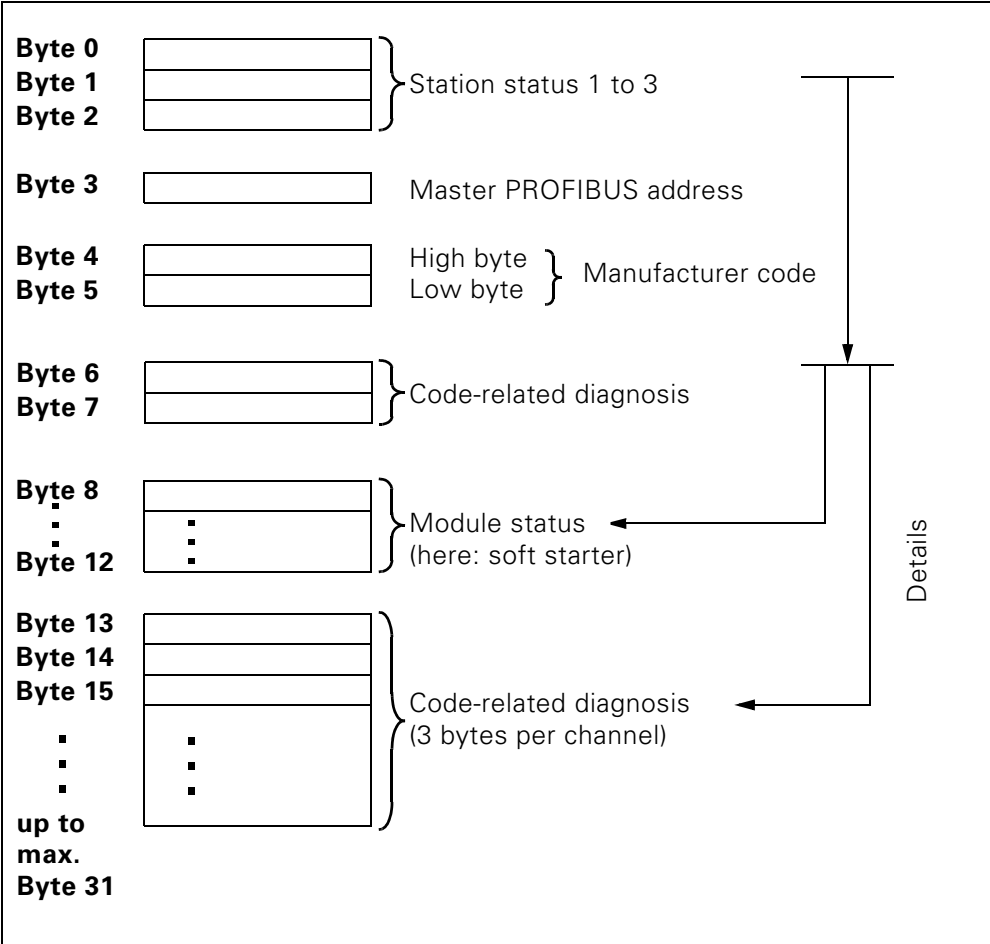 Byte 0
Byte 1
Byte 2
Station status 1 to 3
Byte 3
Master PROFIBUS address
Byte 4
Byte 5
High byte
Low byte
Manufacturer code
Byte 6
Byte 7
Code-related diagnosis
Byte 8
Byte 12
Module status
(here: soft starter)
Details
Byte 13
Byte 14
Byte 15
Code-related diagnosis
(3 bytes per channel)
up to
max.
Byte 31